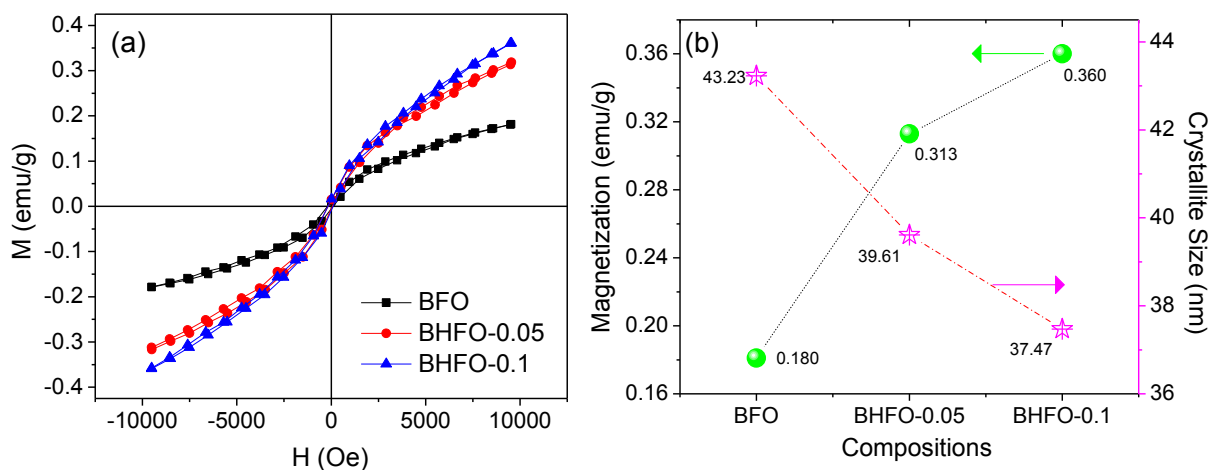 (a)
M (emu/g)
0.4
0.3
0.2
0.1
0.0
-0.1
-0.2
-0.3
-0.4
BFO
BHFO-0.05
BHFO-0.1
-10000
-5000
0
5000
10000
H (Oe)
(b)
Magnetization (emu/g)
0.36
0.32
0.28
0.24
0.20
0.16
43.23
0.360
0.313
39.61
37.47
0.180
44
42
40
38
36
Crystallite Size (nm)
BFO
BHFO-0.05
BHFO-0.1
Compositions